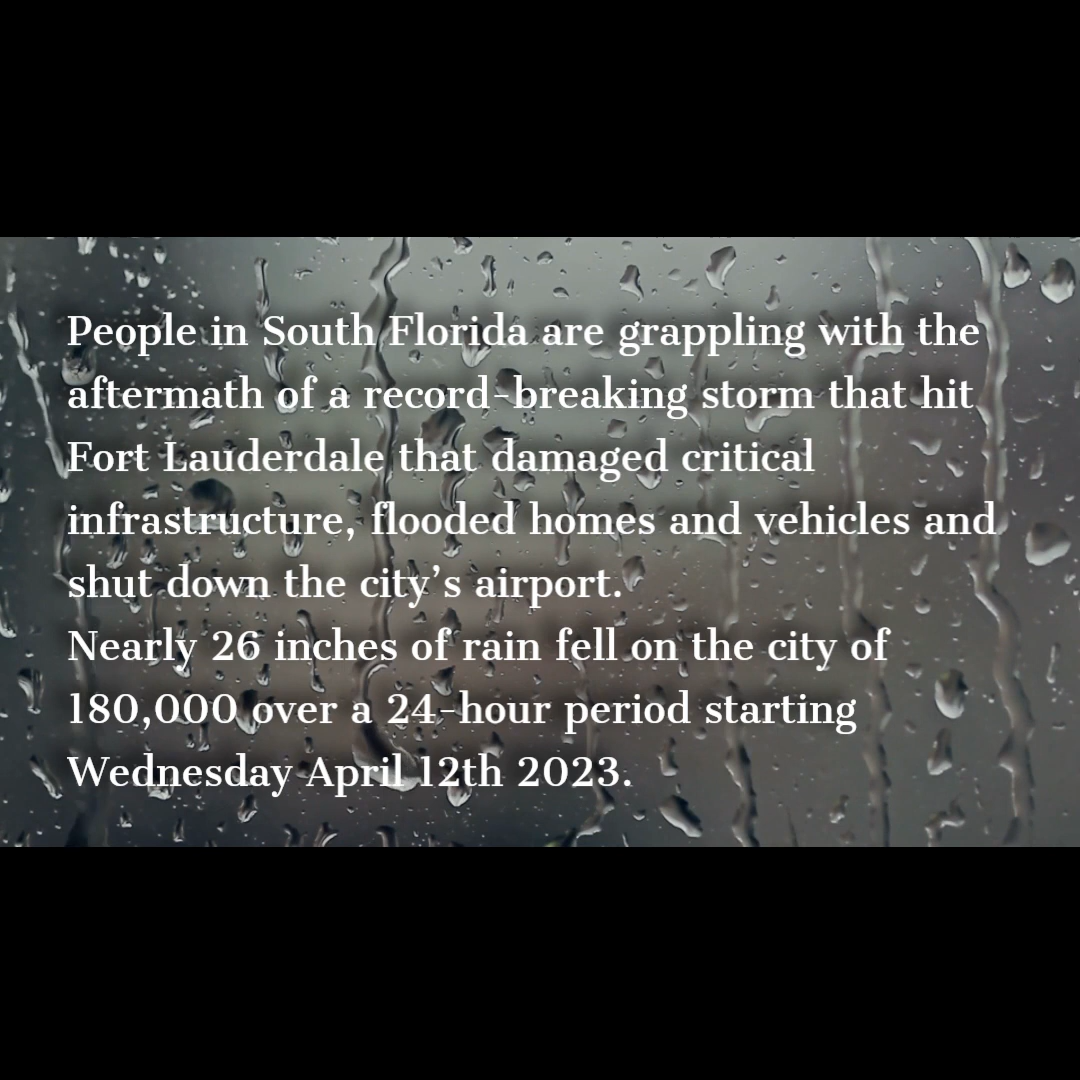 People in South Florida are grappling with the
aftermath of a record-breaking storm that hit
Fort Lauderdale that damaged critical
infrastructure, flooded homes and vehicles and
shut down the city’s airport.
Nearly 26 inches of rain fell on the city of
180,000 over a 24-hour period starting
Wednesday April 12th 2023.